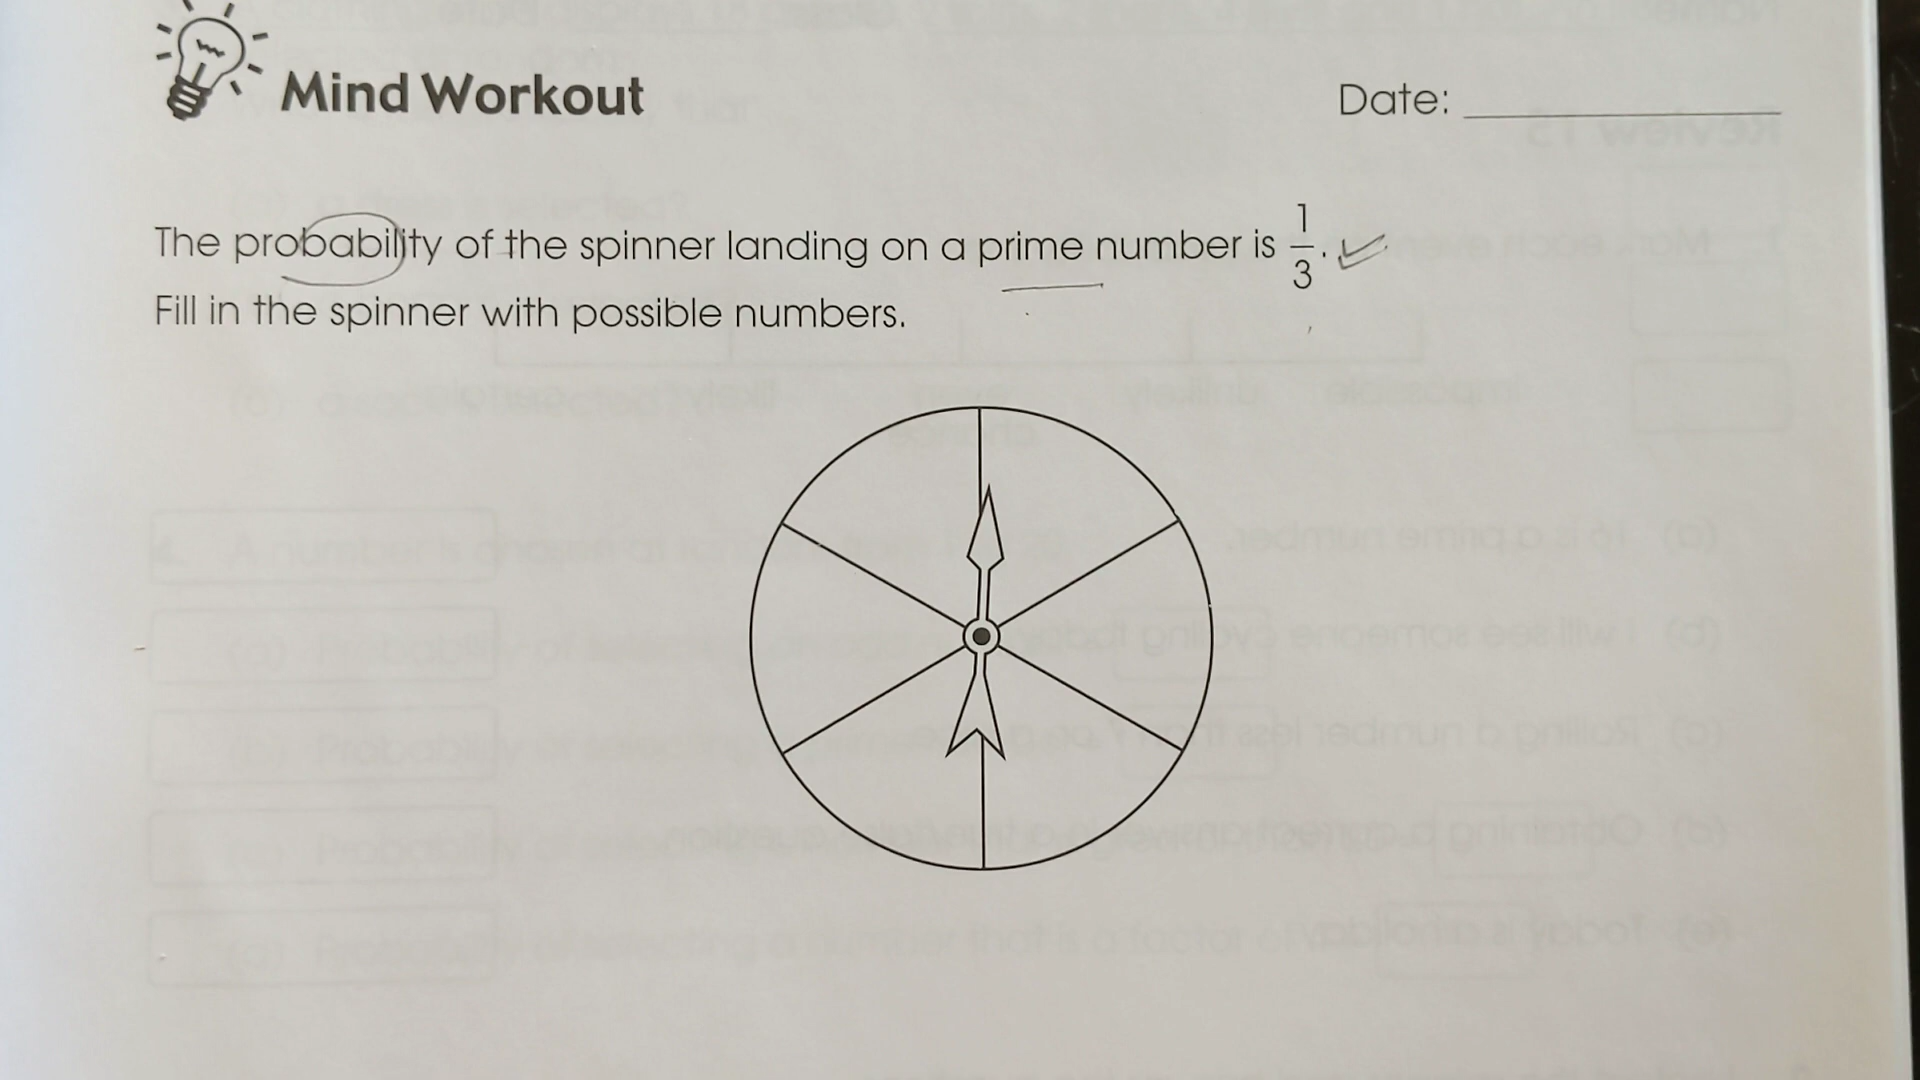 Mind Workout
Date:
The probability of the spinner landing on a prime number is 1/3.
Fill in the spinner with possible numbers.